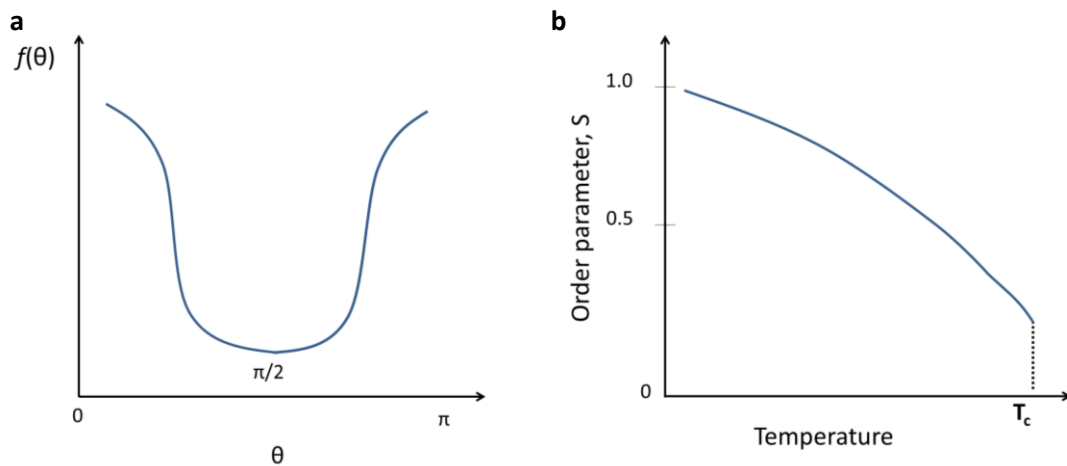 a
f(θ)
π/2
0
π
θ
b
1.0
0.5
0
Order parameter, S
Tc
Temperature